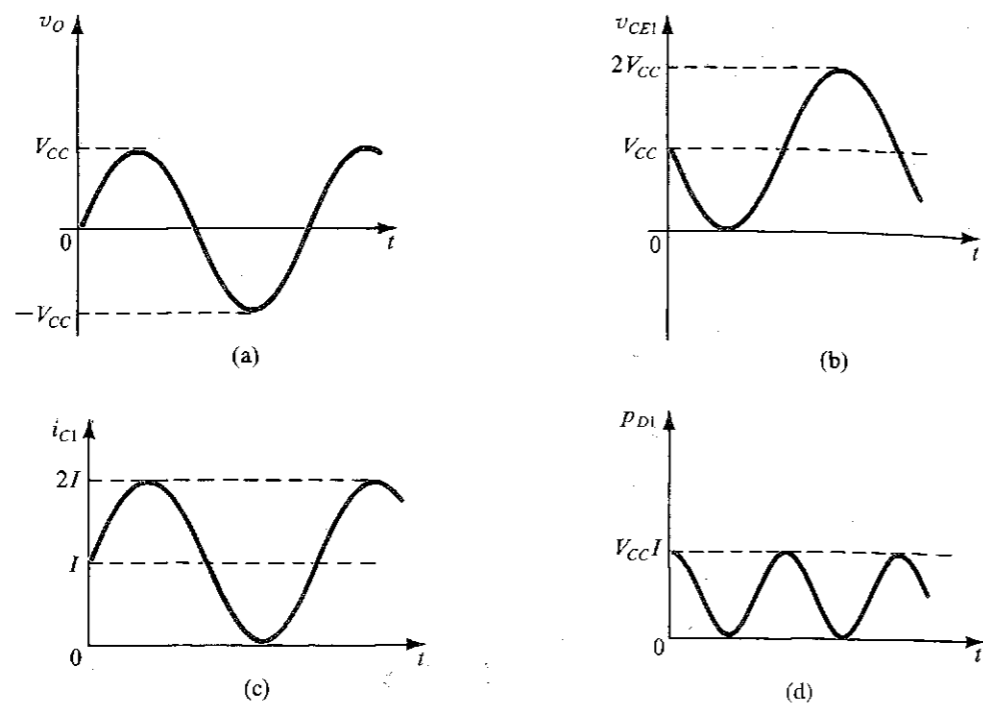 v_O
V_CC
0
t
−V_CC
(a)
v_CE1
2V_CC
V_CC
0
t
(b)
i_C1
2I
I
0
t
(c)
p_D1
V_CC I
0
t
(d)